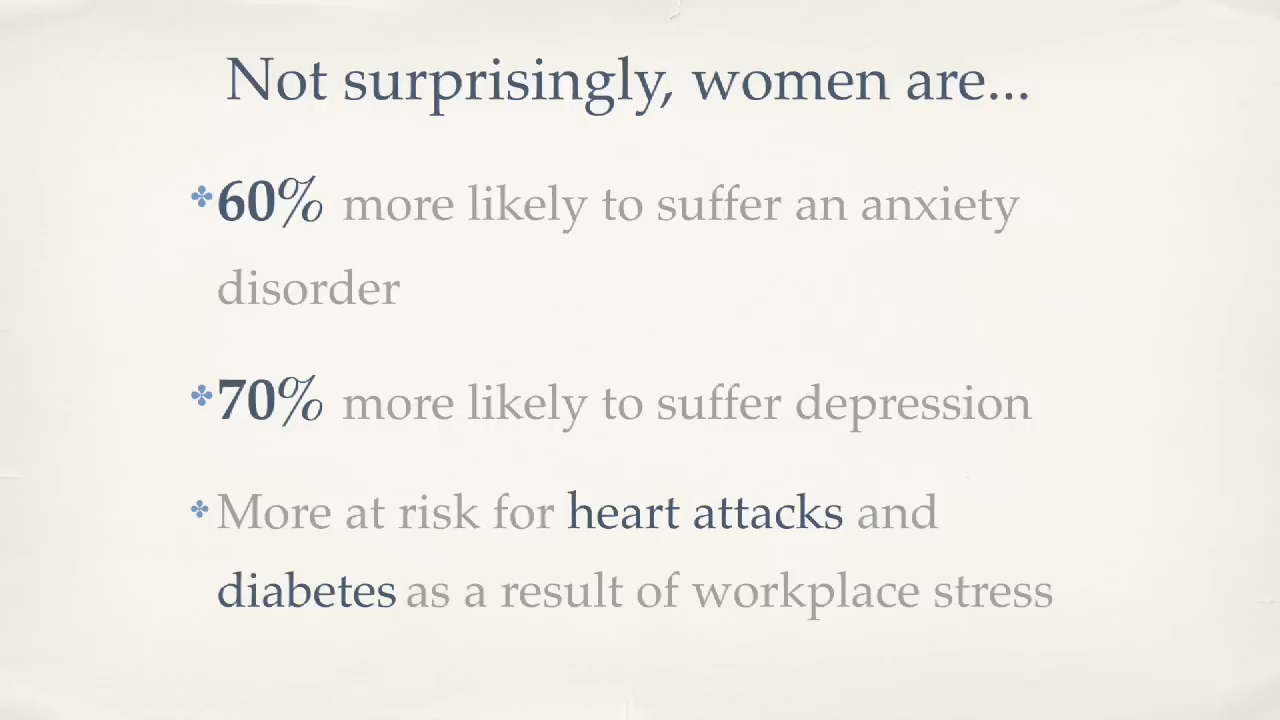 Not surprisingly, women are...
✤60% more likely to suffer an anxiety
disorder
✤70% more likely to suffer depression
✤More at risk for heart attacks and
diabetes as a result of workplace stress